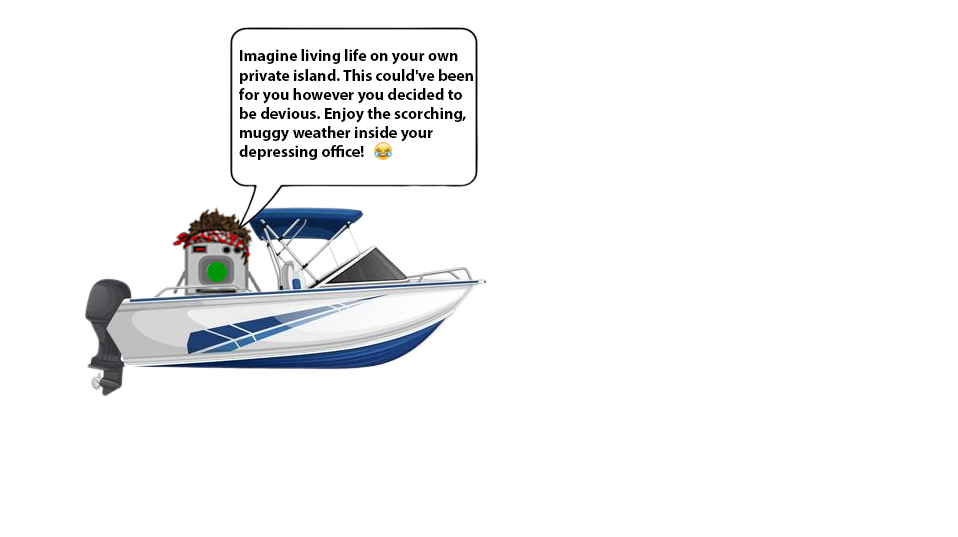 Imagine living life on your own
private island. This could've been
for you however you decided to
be devious. Enjoy the scorching,
muggy weather inside your
depressing office! 😂